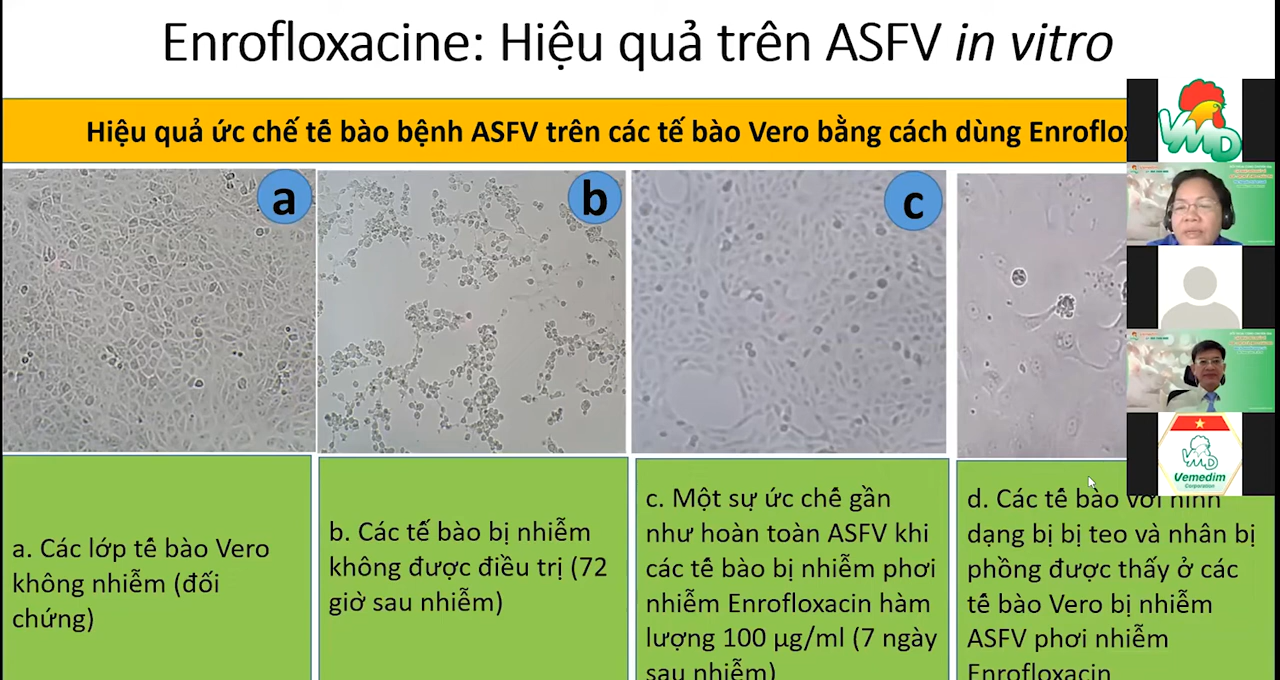 Enrofloxacine: Hiệu quả trên ASFV in vitro
Hiệu quả ức chế tế bào bệnh ASFV trên các tế bào Vero bằng cách dùng Enroflox
a
b
c
VMD
VMD
Vemedim
Corporation
a. Các lớp tế bào Vero
không nhiễm (đối
chứng)
b. Các tế bào bị nhiễm
không được điều trị (72
giờ sau nhiễm)
c. Một sự ức chế gần
như hoàn toàn ASFV khi
các tế bào bị nhiễm phơi
nhiễm Enrofloxacin hàm
lượng 100 µg/ml (7 ngày
sau nhiễm)
d. Các tế bào với hình
dạng bị bị teo và nhân bị
phồng được thấy ở các
tế bào Vero bị nhiễm
ASFV phơi nhiễm
Enrofloxacin